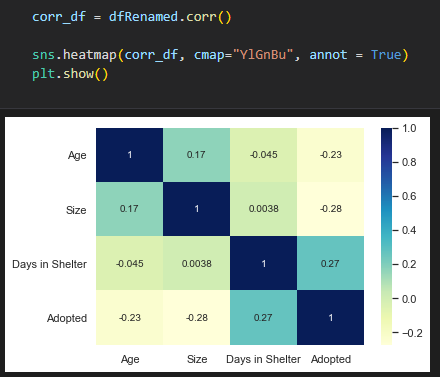 corr_df = dfRenamed.corr()
sns.heatmap(corr_df, cmap="YlGnBu", annot = True)
plt.show()
Age 1 0.17 -0.045 -0.23
Size 0.17 1 0.0038 -0.28
Days in Shelter -0.045 0.0038 1 0.27
Adopted -0.23 -0.28 0.27 1
Age Size Days in Shelter Adopted
1.0
0.8
0.6
0.4
0.2
0.0
-0.2